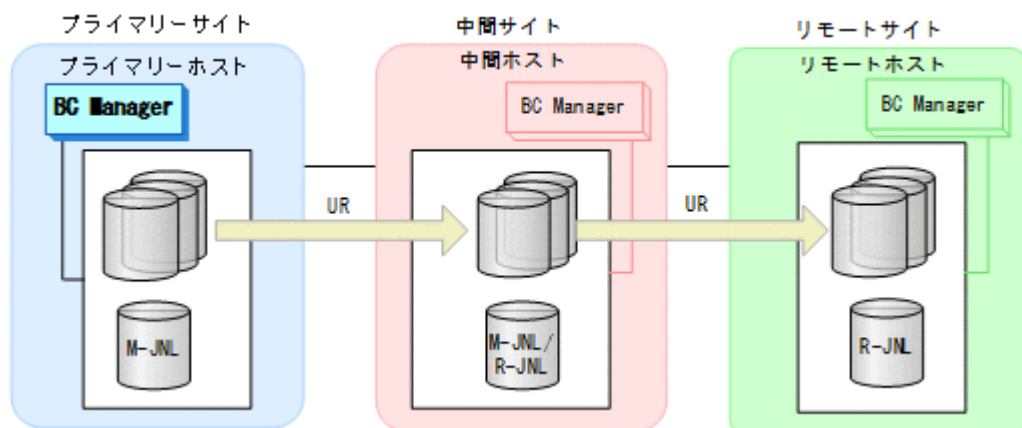 プライマリーサイト
プライマリーホスト
BC Manager
M-JNL
UR
中間サイト
中間ホスト
BC Manager
M-JNL/
R-JNL
UR
リモートサイト
リモートホスト
BC Manager
R-JNL